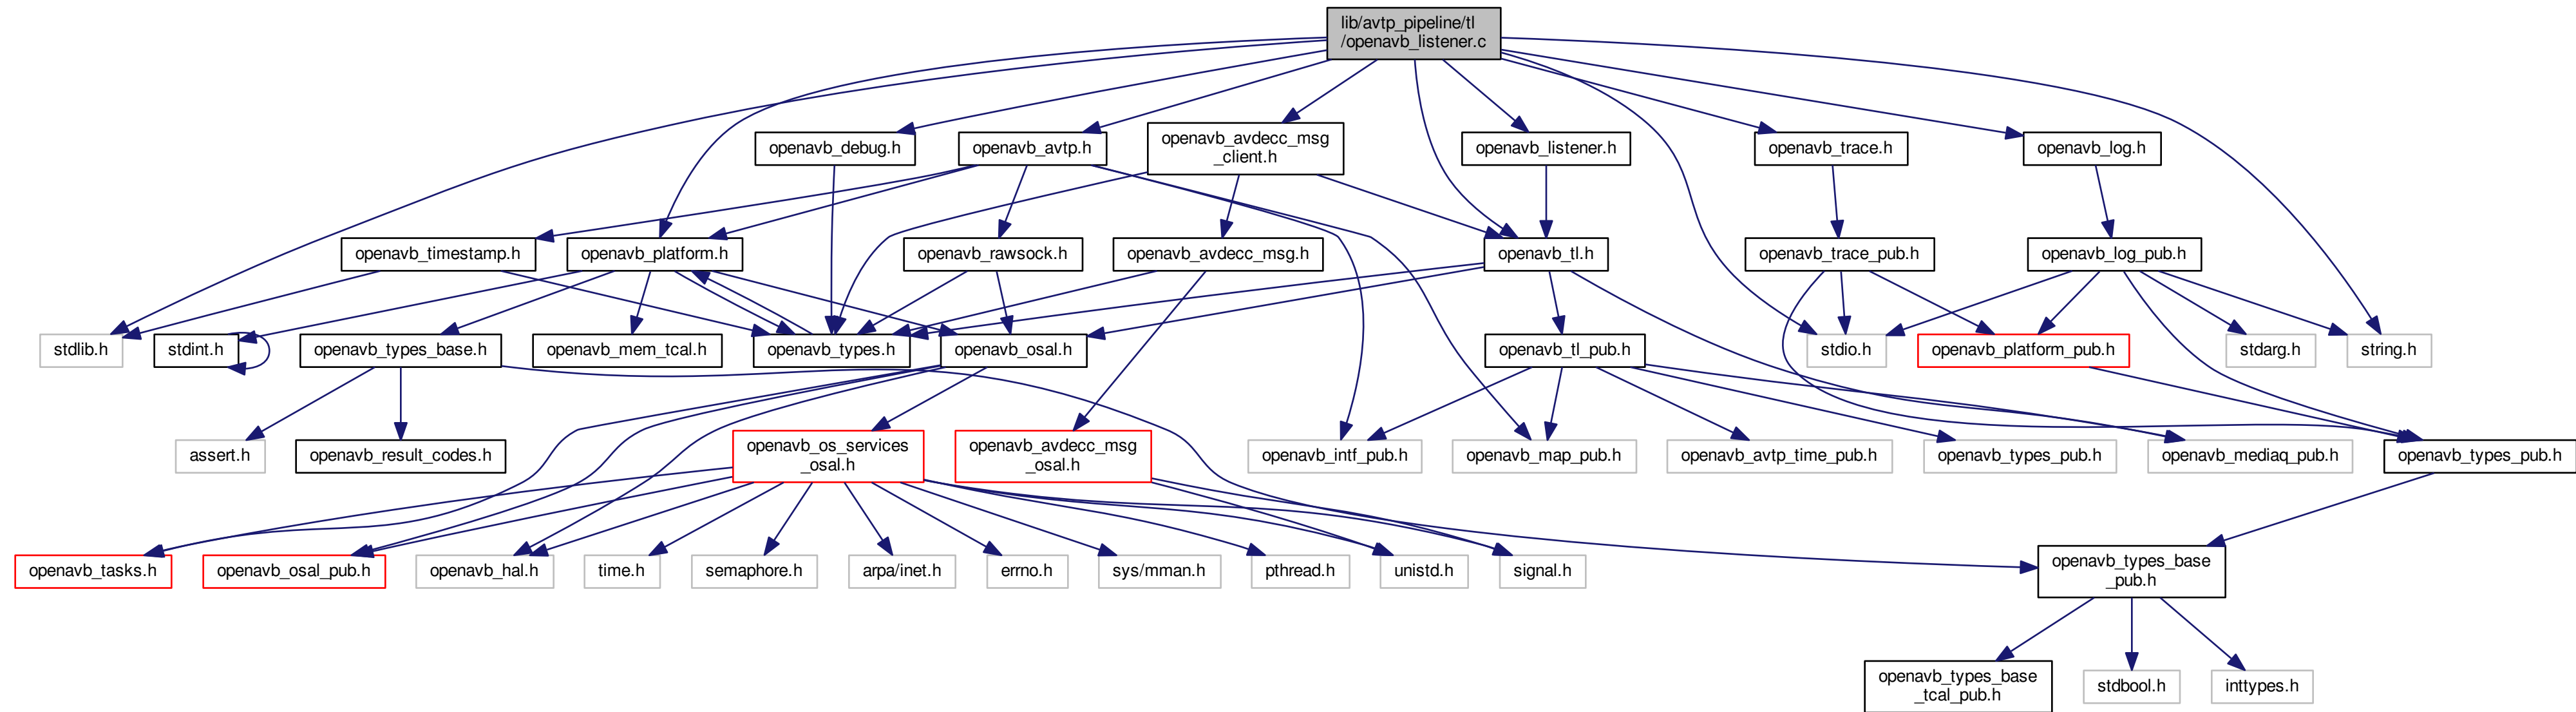 lib/avtp_pipeline/tl
/openavb_listener.c
openavb_debug.h
openavb_avtp.h
openavb_avdecc_msg
_client.h
openavb_listener.h
openavb_trace.h
openavb_log.h
openavb_timestamp.h
openavb_platform.h
openavb_rawsock.h
openavb_avdecc_msg.h
openavb_tl.h
openavb_trace_pub.h
openavb_log_pub.h
stdlib.h
stdint.h
openavb_types_base.h
openavb_mem_tcal.h
openavb_types.h
openavb_osal.h
openavb_tl_pub.h
stdio.h
openavb_platform_pub.h
stdarg.h
string.h
assert.h
openavb_result_codes.h
openavb_os_services
_osal.h
openavb_avdecc_msg
_osal.h
openavb_intf_pub.h
openavb_map_pub.h
openavb_avtp_time_pub.h
openavb_types_pub.h
openavb_mediaq_pub.h
openavb_types_pub.h
openavb_tasks.h
openavb_osal_pub.h
openavb_hal.h
time.h
semaphore.h
arpa/inet.h
errno.h
sys/mman.h
pthread.h
unistd.h
signal.h
openavb_types_base
_pub.h
openavb_types_base
_tcal_pub.h
stdbool.h
inttypes.h